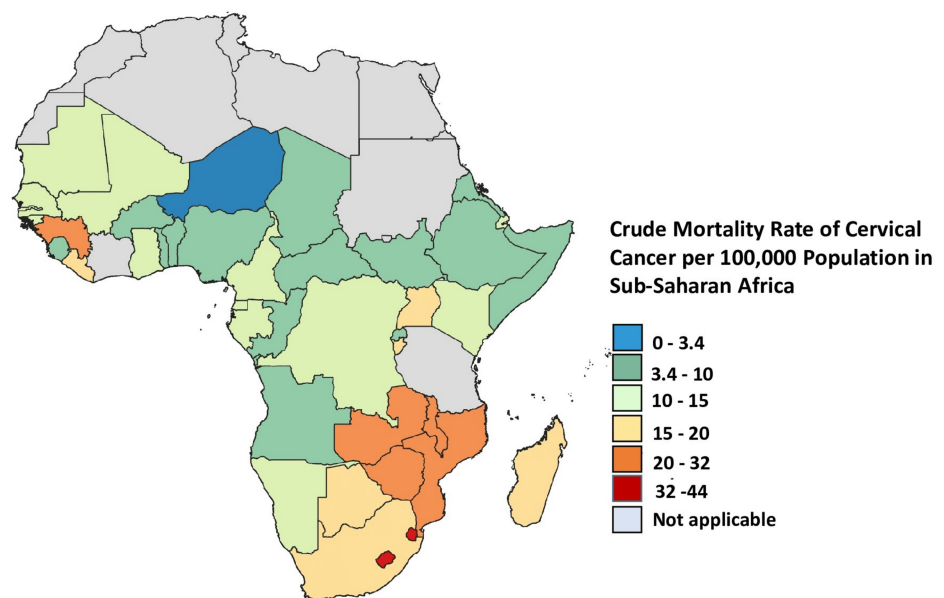 Crude Mortality Rate of Cervical
Cancer per 100,000 Population in
Sub-Saharan Africa
0 - 3.4
3.4 - 10
10 - 15
15 - 20
20 - 32
32 -44
Not applicable